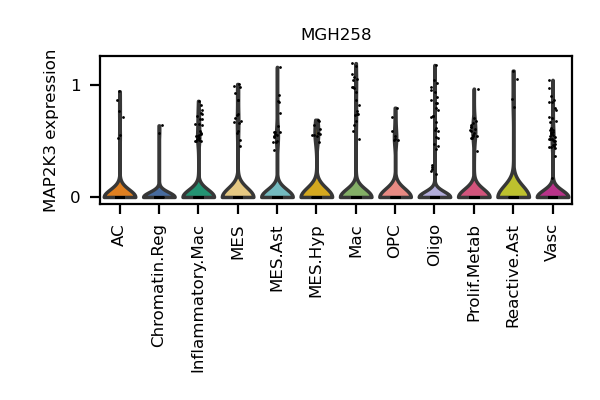 MGH258
MAP2K3 expression
1
0
AC
Chromatin.Reg
Inflammatory.Mac
MES
MES.Ast
MES.Hyp
Mac
OPC
Oligo
Prolif.Metab
Reactive.Ast
Vasc